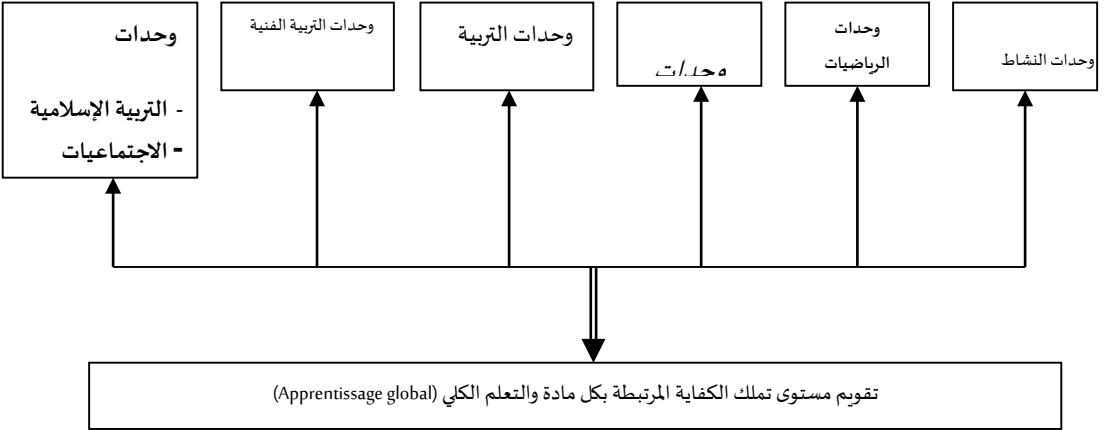 وحدات النشاط
وحدات
الرياضيات
وحدات
وحدات التربية
وحدات التربية الفنية
وحدات
- التربية الإسلامية
- الاجتماعيات
تقويم مستوى تملك الكفاية المرتبطة بكل مادة والتعلم الكلي (Apprentissage global)